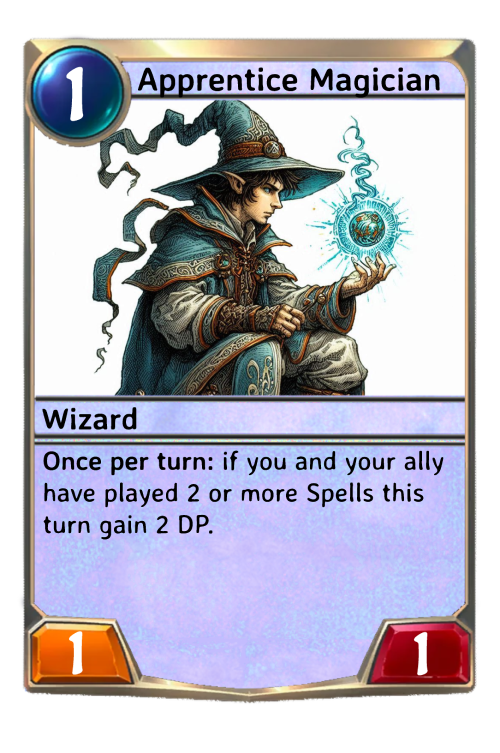 1
Apprentice Magician
Wizard
Once per turn: if you and your ally
have played 2 or more Spells this
turn gain 2 DP.
1
1